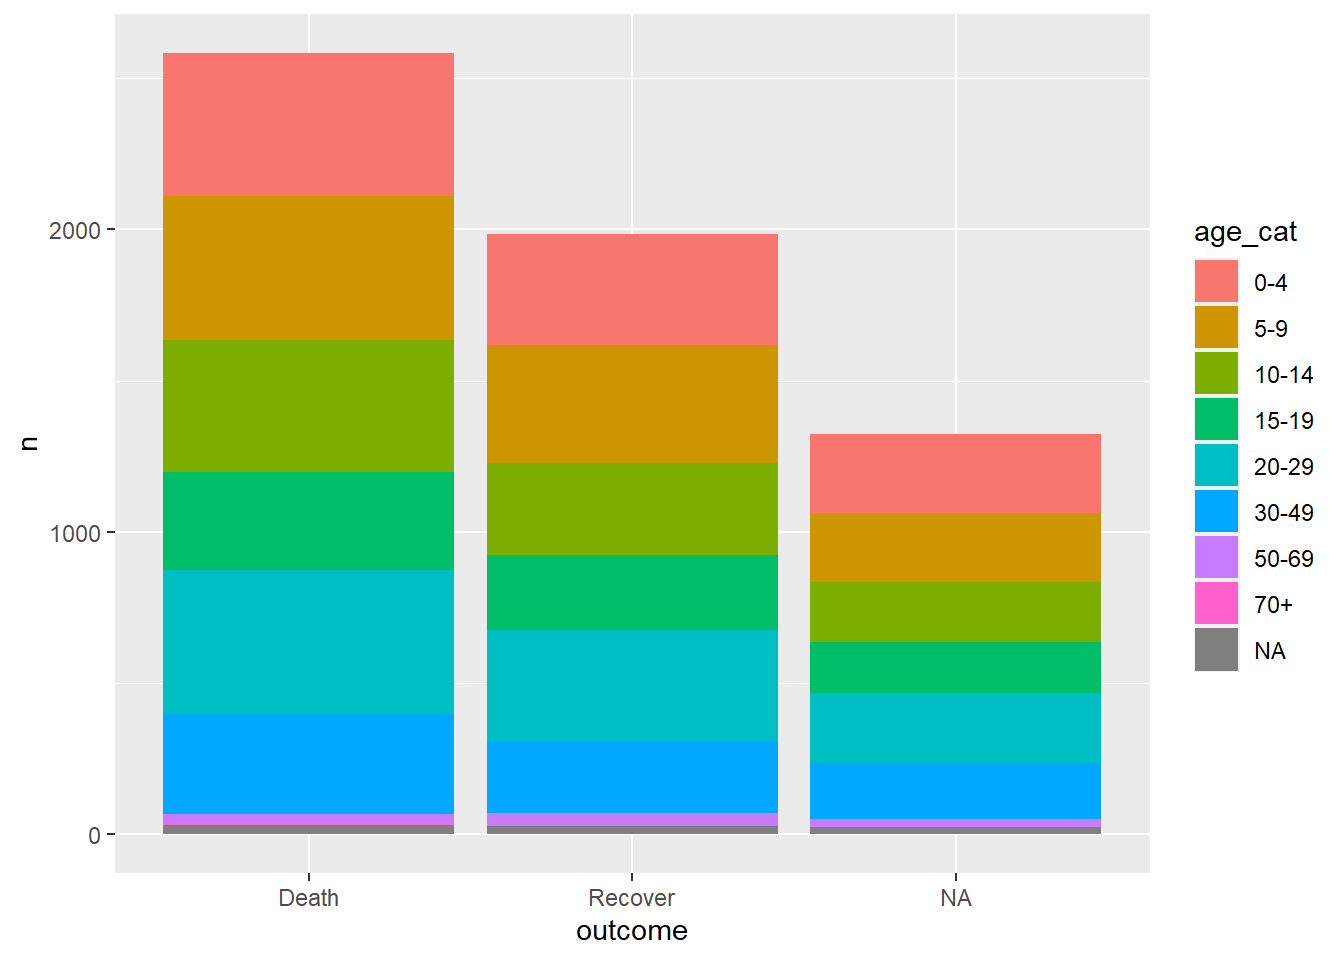 2000
1000
0
n
Death
Recover
NA
outcome
age_cat
0-4
5-9
10-14
15-19
20-29
30-49
50-69
70+
NA